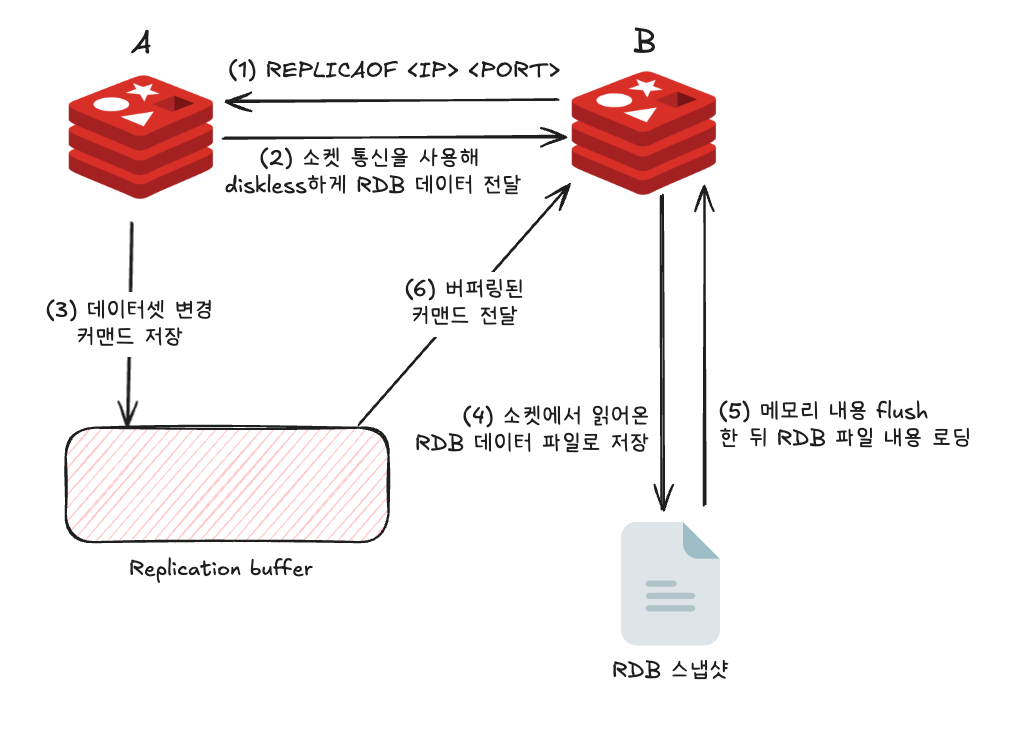 A
B
(1) REPLICAOF <IP> <PORT>
(2) 소켓 통신을 사용해
diskless하게 RDB 데이터 전달
(3) 데이터셋 변경
커맨드 저장
(6) 버퍼링된
커맨드 전달
(4) 소켓에서 읽어온
RDB 데이터 파일로 저장
(5) 메모리 내용 flush
한 뒤 RDB 파일 내용 로딩
Replication buffer
RDB 스냅샷